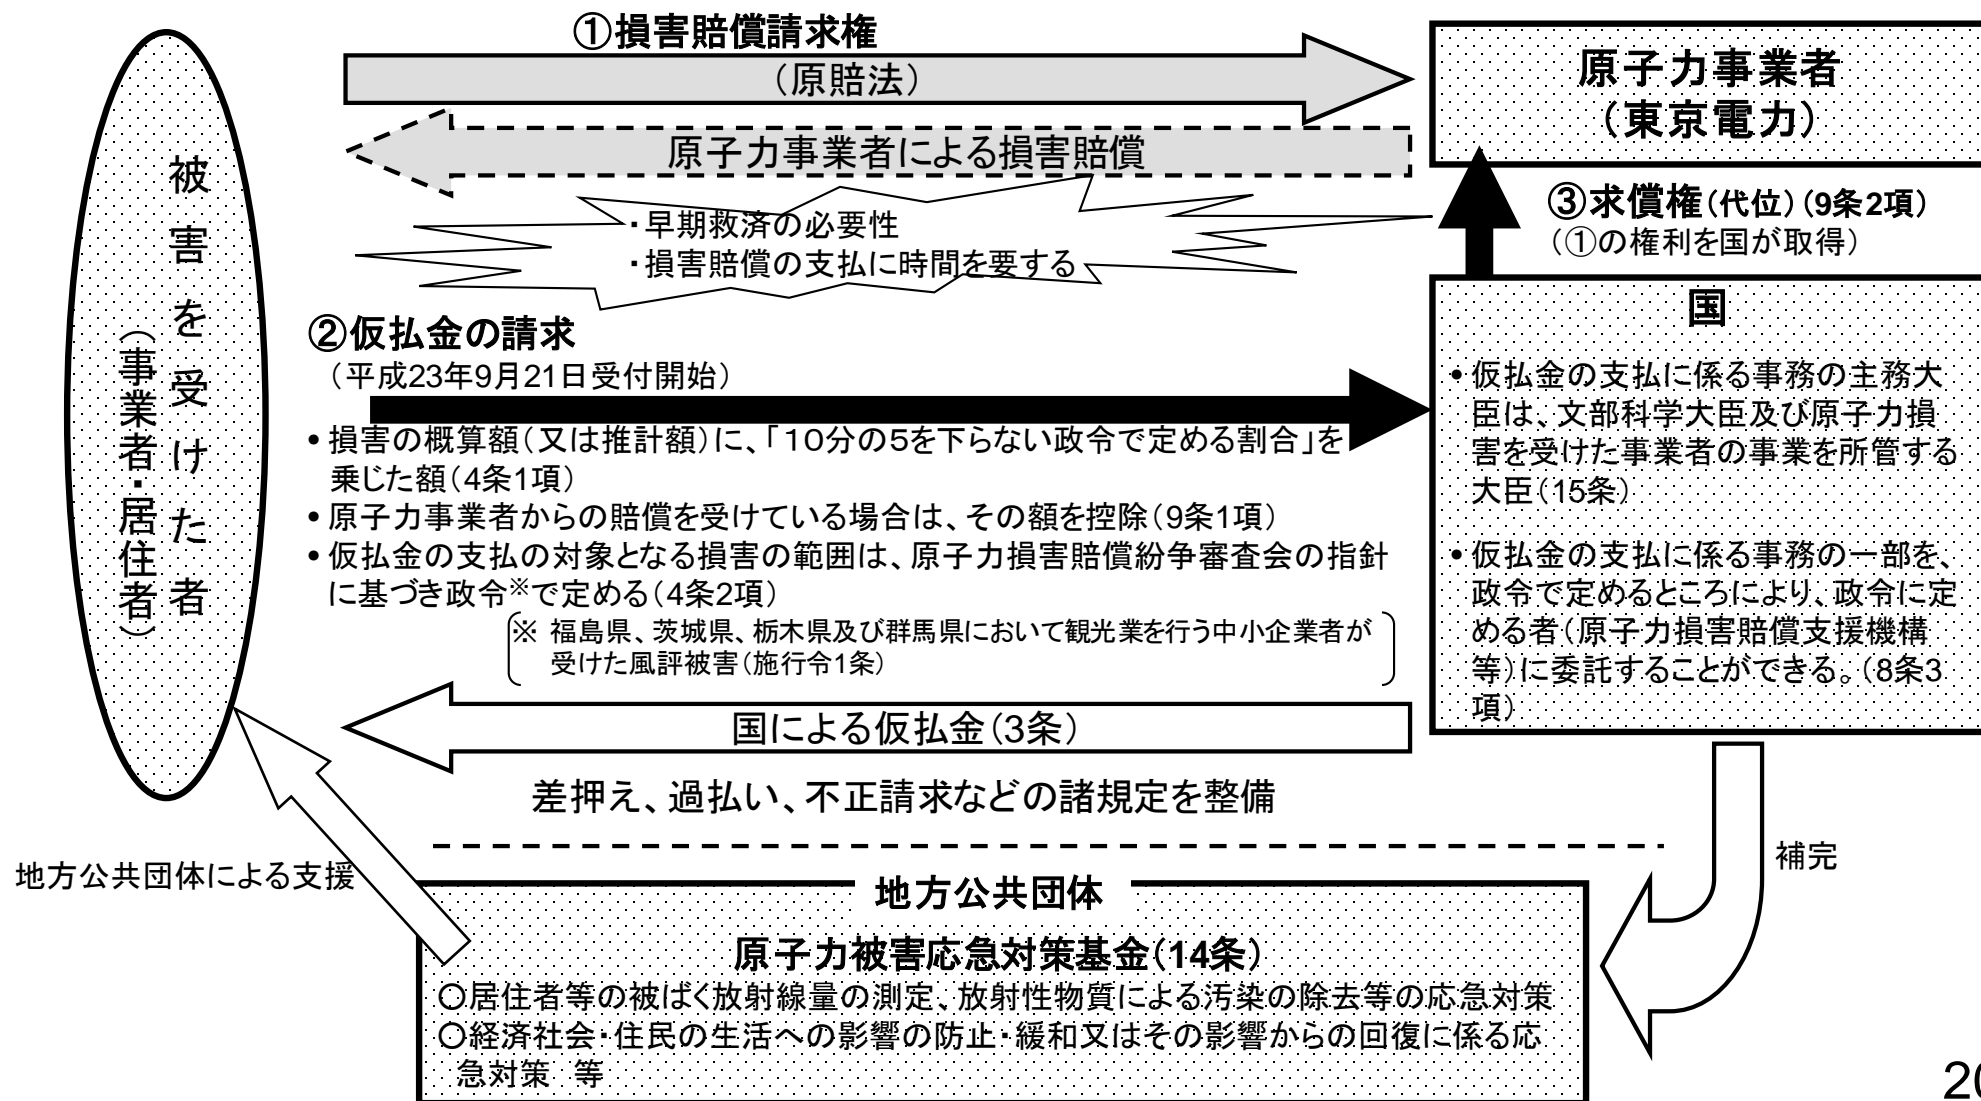 ①損害賠償請求権
（原賠法）
原子力事業者による損害賠償
原子力事業者
（東京電力）
被害を受けた者
（事業者・居住者）
・早期救済の必要性
・損害賠償の支払に時間を要する
③求償権（代位）（9条2項）
（①の権利を国が取得）
②仮払金の請求
（平成23年9月21日受付開始）
• 損害の概算額（又は推計額）に、「１０分の５を下らない政令で定める割合」を
乗じた額（4条1項）
• 原子力事業者からの賠償を受けている場合は、その額を控除（9条1項）
• 仮払金の支払の対象となる損害の範囲は、原子力損害賠償紛争審査会の指針
に基づき政令※で定める（4条2項）
※ 福島県、茨城県、栃木県及び群馬県において観光業を行う中小企業者が
受けた風評被害（施行令1条）
国
• 仮払金の支払に係る事務の主務大
臣は、文部科学大臣及び原子力損
害を受けた事業者の事業を所管する
大臣（15条）
• 仮払金の支払に係る事務の一部を、
政令で定めるところにより、政令に定
める者（原子力損害賠償支援機構
等）に委託することができる。（8条3
項）
国による仮払金（3条）
差押え、過払い、不正請求などの諸規定を整備
地方公共団体による支援
補完
地方公共団体
原子力被害応急対策基金（14条）
○居住者等の被ばく放射線量の測定、放射性物質による汚染の除去等の応急対策
○経済社会・住民の生活への影響の防止・緩和又はその影響からの回復に係る応
急対策　等
20